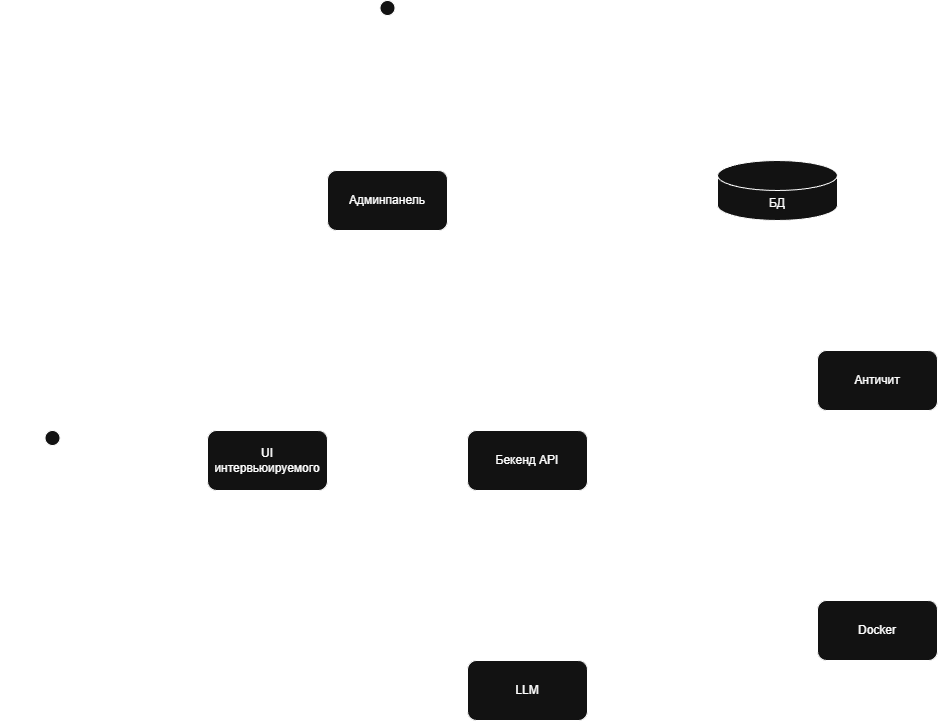 Админпанель
БД
Античит
UI
интервьюируемого
Бекенд API
Docker
LLM